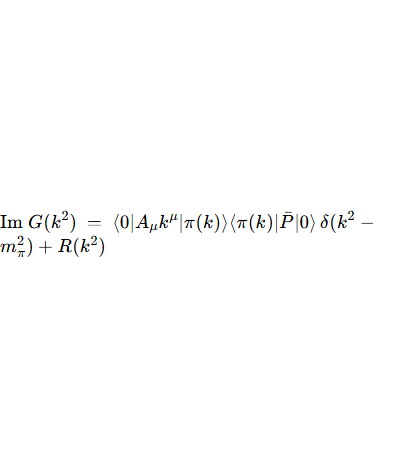 Im G(k²) = ⟨0|A_μ k^μ|π(k)⟩⟨π(k)|P̄|0⟩ δ(k² −
m_π²) + R(k²)